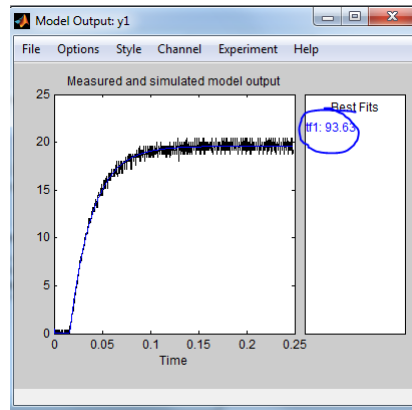 Model Output: y1
File Options Style Channel Experiment Help
Measured and simulated model output
Best Fits
tf1: 93.63
25
20
15
10
5
0
0 0.05 0.1 0.15 0.2 0.25
Time